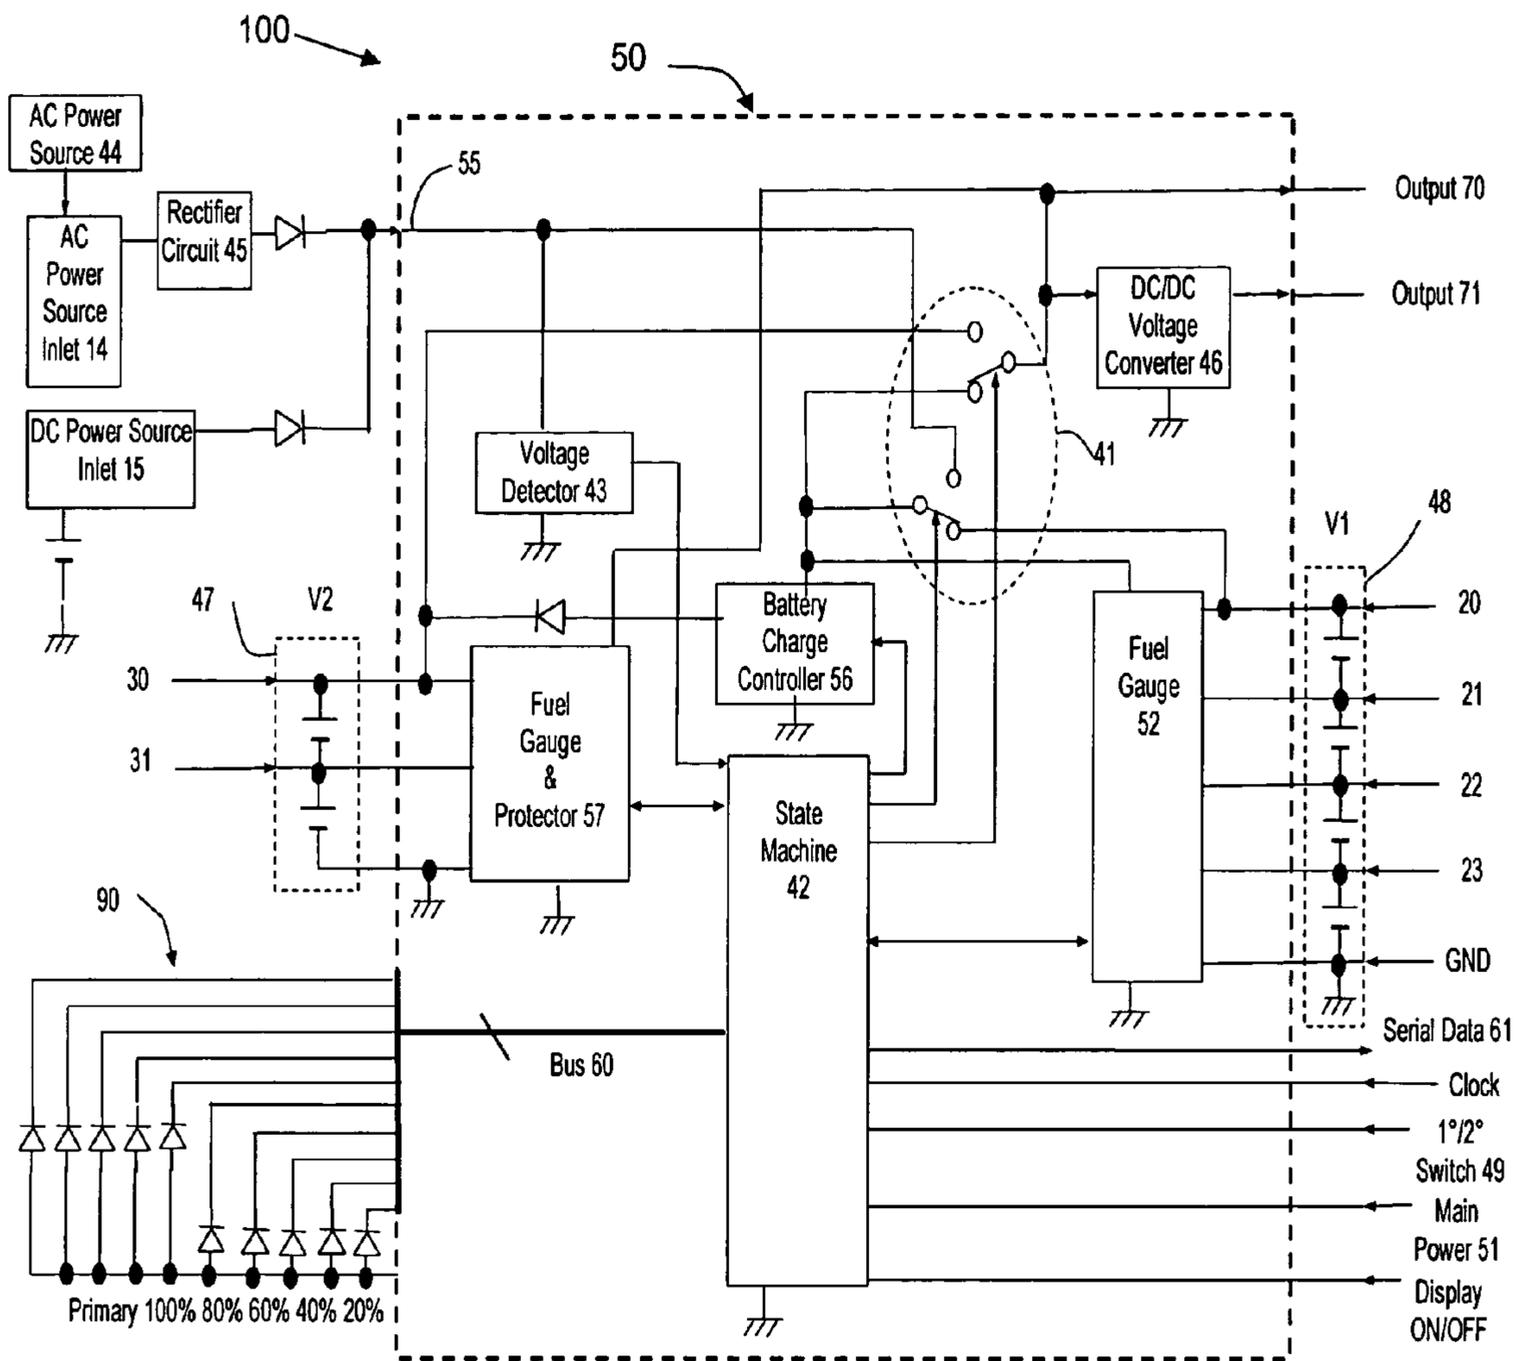 100
50
AC Power
Source 44
55
Output 70
Rectifier
Circuit 45
AC
Power
Source
Inlet 14
DC/DC
Voltage
Converter 46
Output 71
DC Power Source
Inlet 15
Voltage
Detector 43
41
48
V1
47
V2
Battery
Charge
Controller 56
20
30
Fuel
Gauge
&
Protector 57
Fuel
Gauge
52
21
31
22
State
Machine
42
23
90
GND
Serial Data 61
Bus 60
Clock
1°/2°
Switch 49
Main
Power 51
Display
ON/OFF
Primary 100% 80% 60% 40% 20%